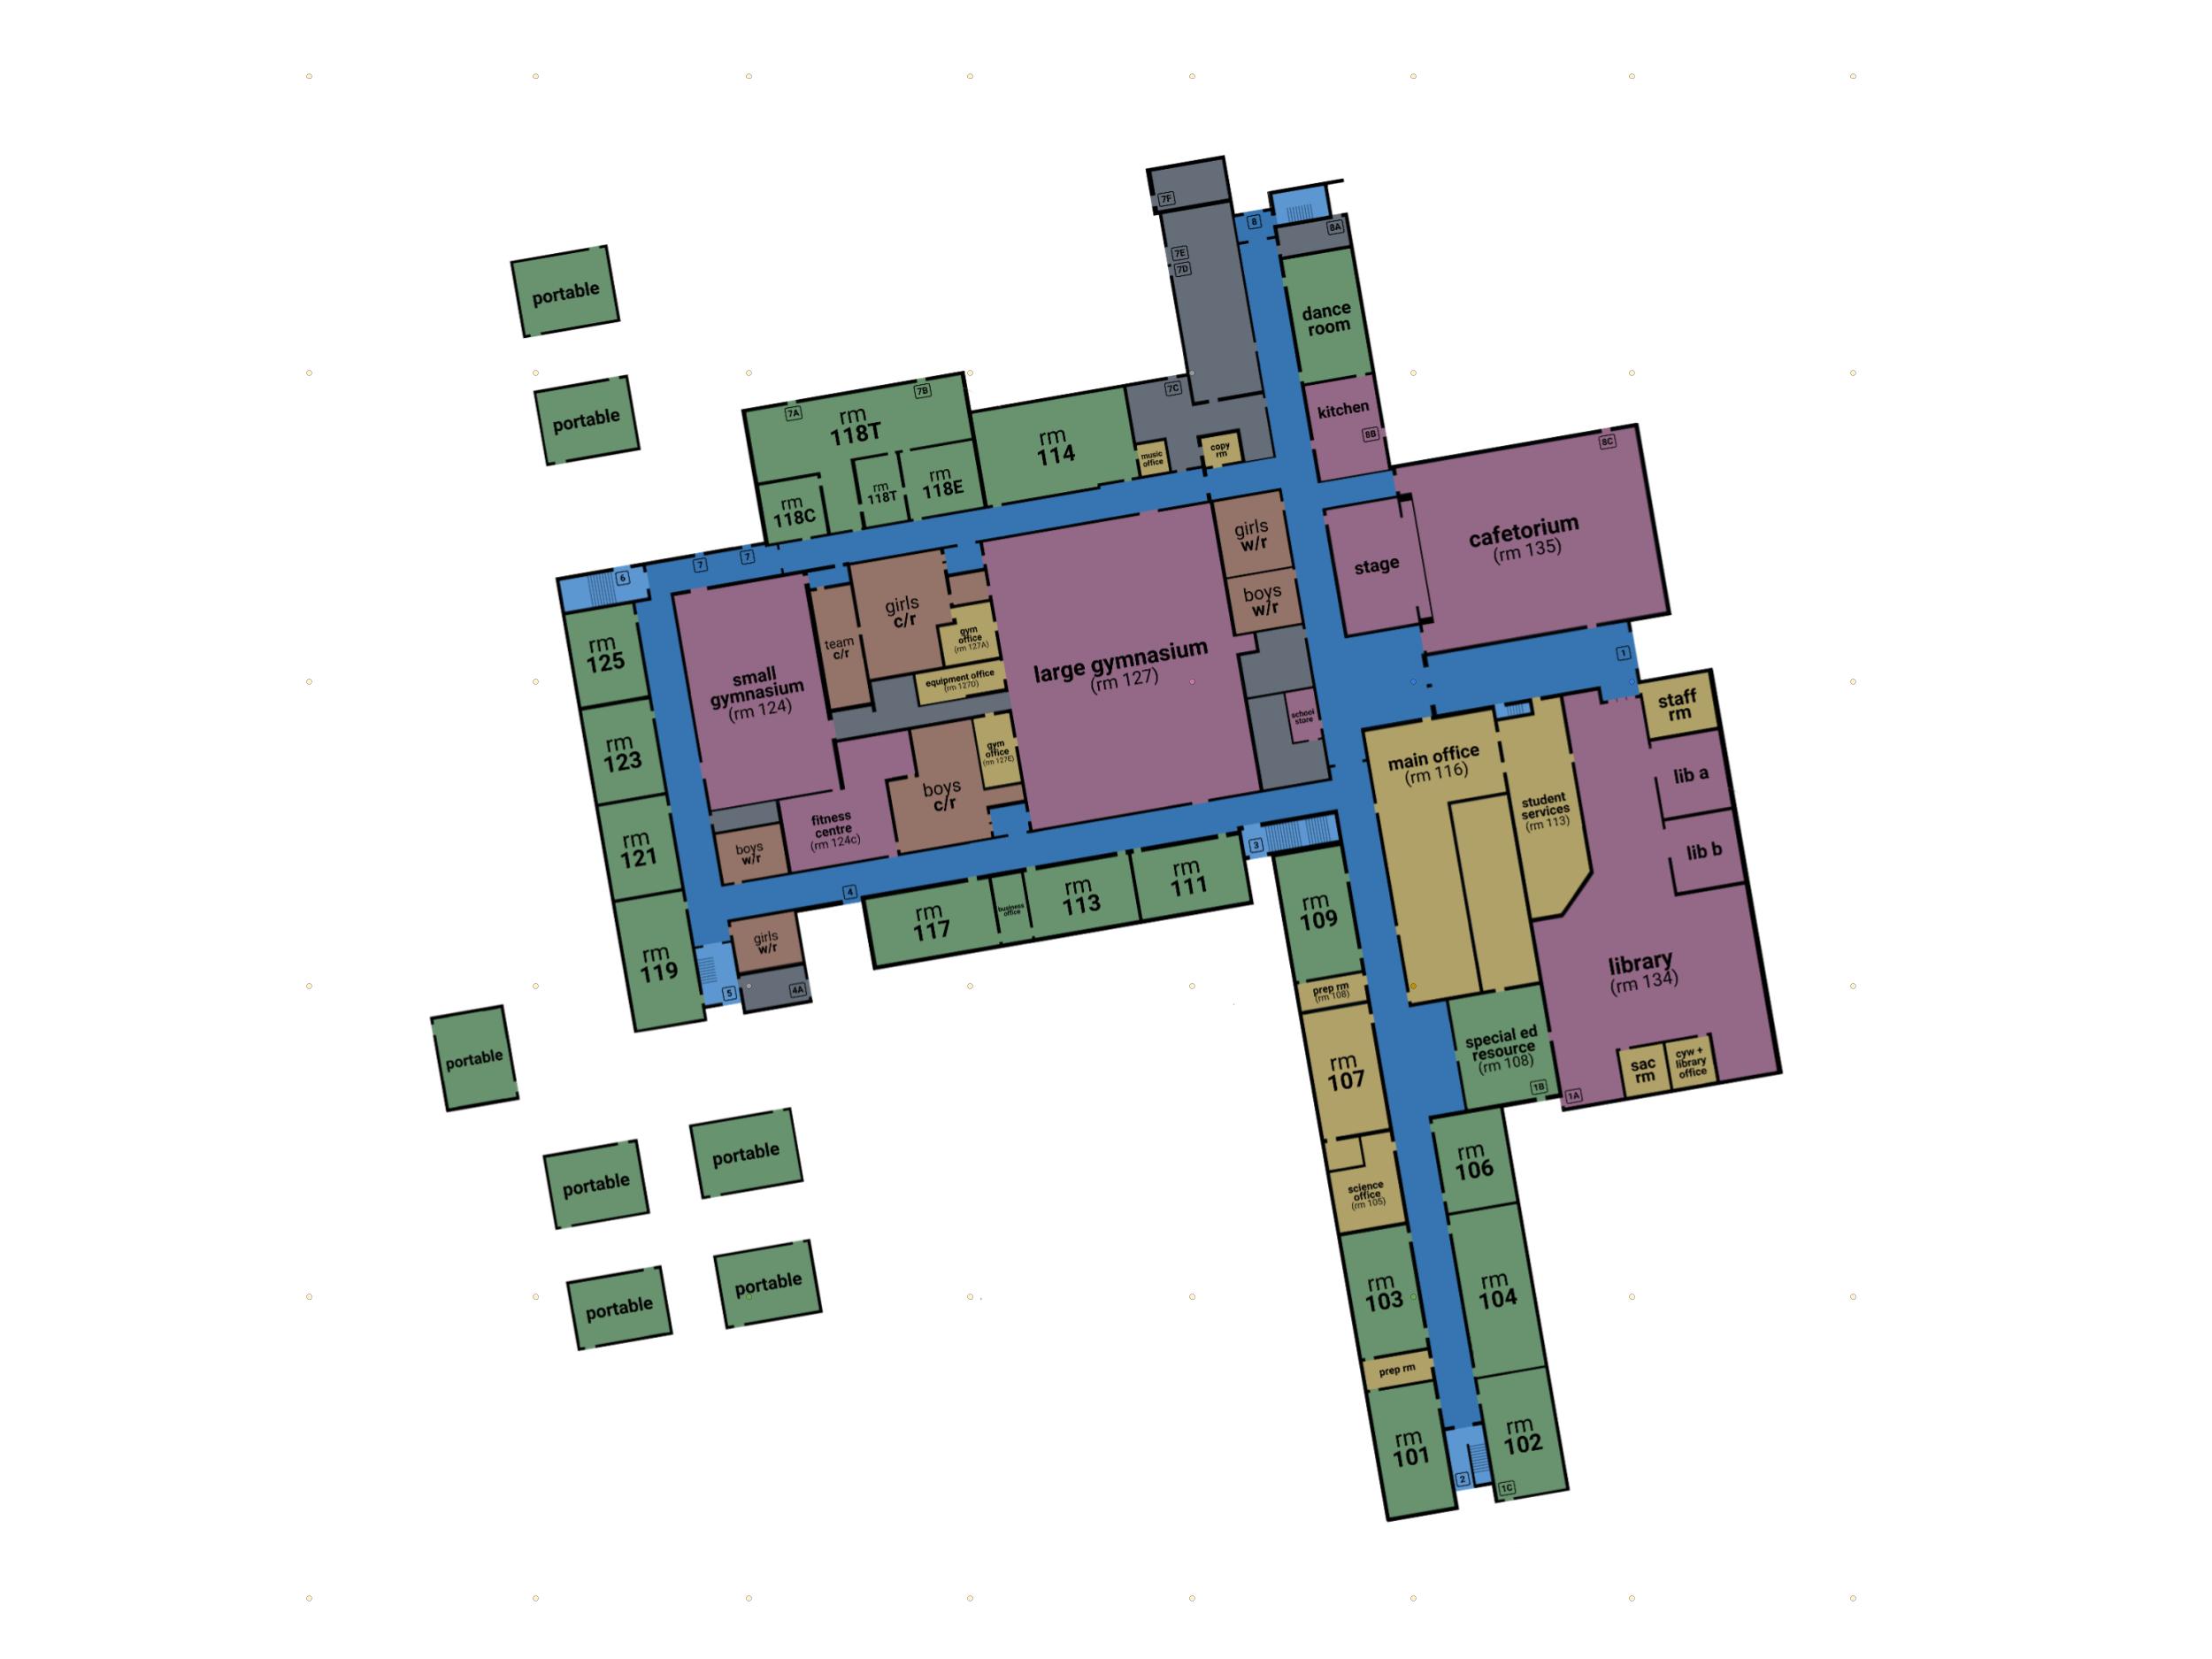 7F
8
8A
7E
7D
dance
room
portable
portable
kitchen
8B
7C
7B
7A
rm
118T
rm
114
music
office
copy
rm
rm
118E
rm
118T
rm
118C
8C
cafetorium
(rm 135)
stage
girls
w/r
boys
w/r
7
7
6
1
rm
125
small
gymnasium
(rm 124)
team
c/r
girls
c/r
gym
office
(rm 127A)
equipment office
(rm 127D)
large gymnasium
(rm 127)
school
store
staff
rm
rm
123
gym
office
(rm 127E)
boys
c/r
main office
(rm 116)
student
services
(rm 113)
lib a
lib b
rm
121
boys
w/r
fitness
centre
(rm 124c)
3
4
rm
117
business
office
rm
113
rm
111
rm
109
girls
w/r
rm
119
5
4A
library
(rm 134)
prep rm
(rm 108)
portable
rm
107
special ed
resource
(rm 108)
1B
1A
sac
rm
cyw +
library
office
portable
portable
science
office
(rm 105)
rm
106
portable
portable
rm
103
rm
104
prep rm
rm
101
rm
102
2
1C